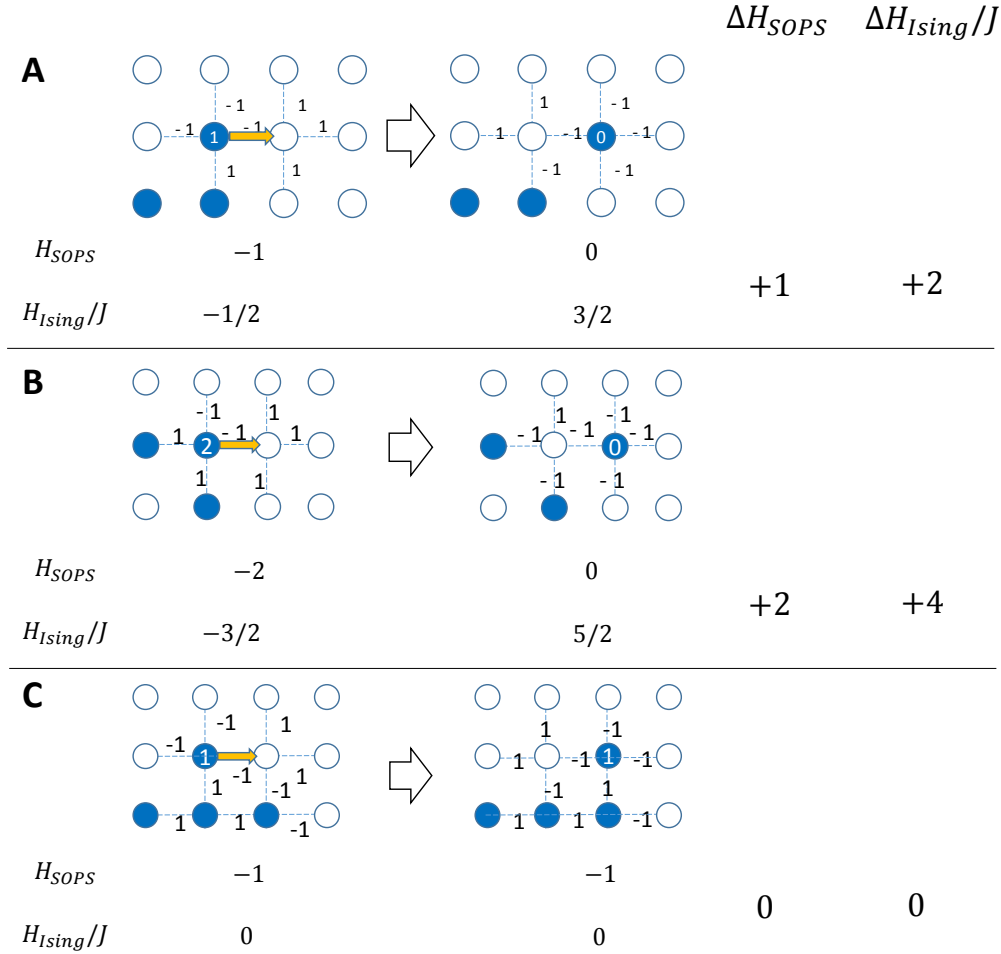 ΔH_SOPS ΔH_Ising/J
A
-1 1 -1 1
-1 1 -1 1 1 -1 0 -1
1 1 -1 -1
H_SOPS −1 0
H_Ising/J −1/2 3/2
+1 +2
B
-1 1 1 -1
1 2 -1 1 -1 -1 0 -1
1 1 -1 -1
H_SOPS −2 0
H_Ising/J −3/2 5/2
+2 +4
C
-1 1 1 -1
-1 1 -1 1 1 -1 1 -1
1 -1 -1 1
1 1 -1 1 1 -1
H_SOPS −1 −1
H_Ising/J 0 0
0 0